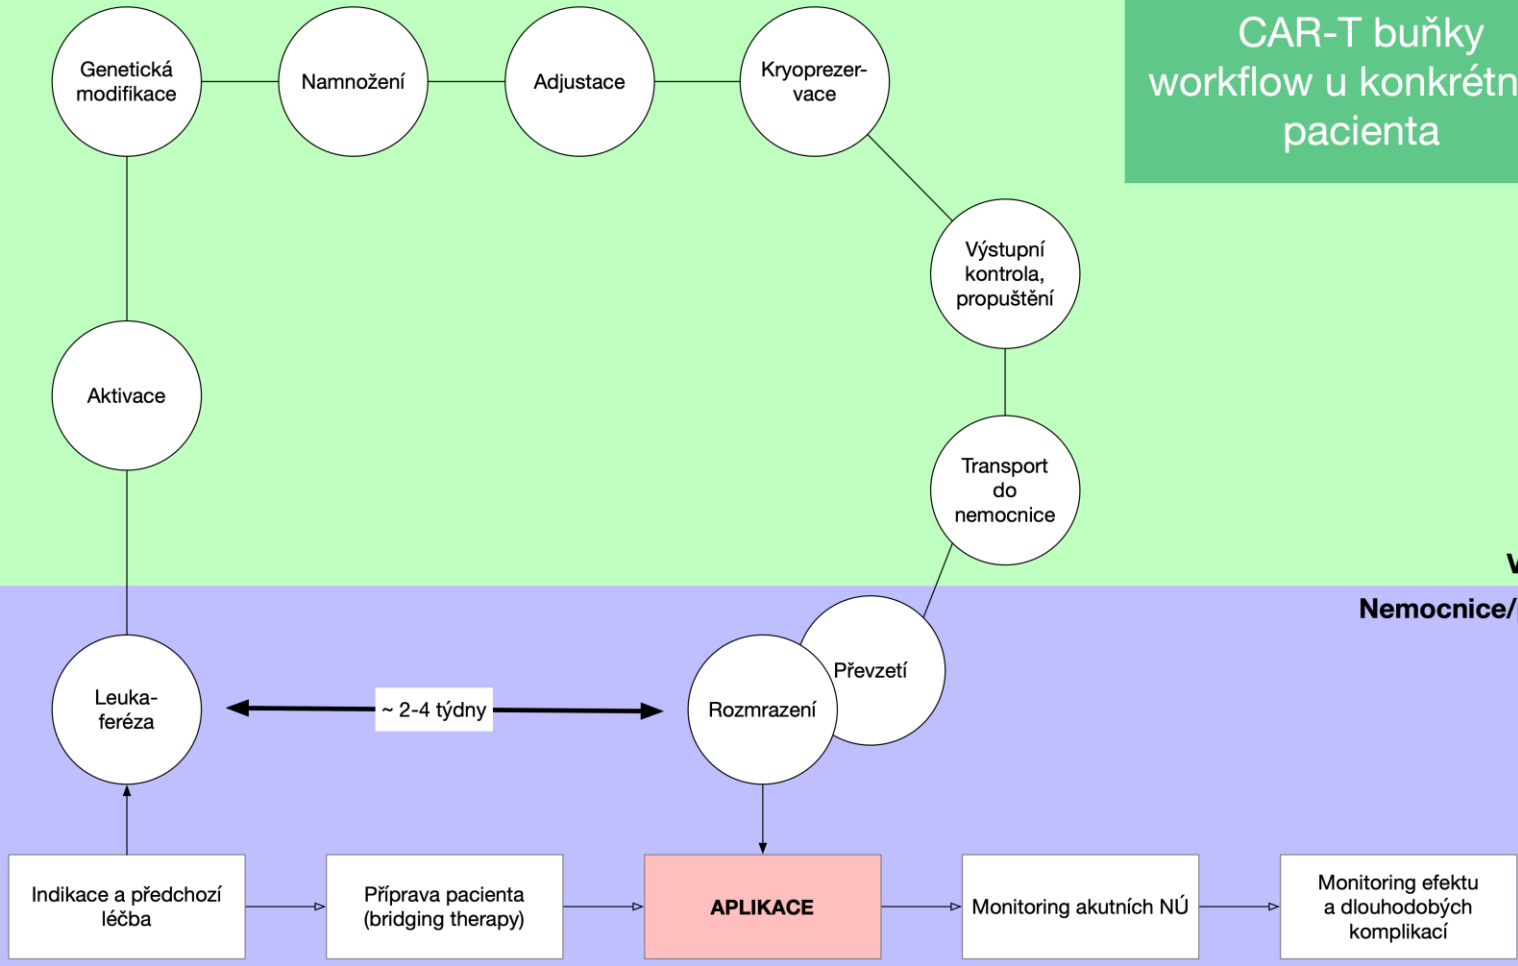 CAR-T buňky
workflow u konkrétn
pacienta
Genetická
modifikace
Namnožení
Adjustace
Kryoprezer-
vace
Výstupní
kontrola,
propuštění
Aktivace
Transport
do
nemocnice
Nemocnice/
Leuka-
feréza
~ 2-4 týdny
Rozmrazení
Převzetí
Indikace a předchozí
léčba
Příprava pacienta
(bridging therapy)
APLIKACE
Monitoring akutních NÚ
Monitoring efektu
a dlouhodobých
komplikací